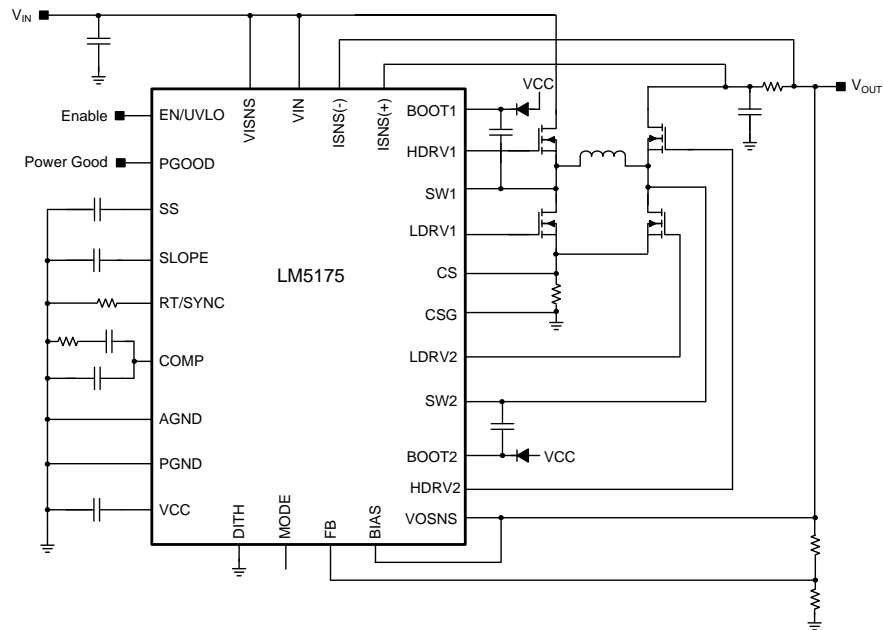 VIN
VOUT
VCC
Enable
Power Good
EN/UVLO
VISNS
VIN
ISNS(-)
ISNS(+)
BOOT1
PGOOD
HDRV1
SS
SW1
LDRV1
SLOPE
LM5175
CS
RT/SYNC
CSG
COMP
LDRV2
SW2
AGND
BOOT2
VCC
PGND
HDRV2
VCC
DITH
MODE
FB
BIAS
VOSNS